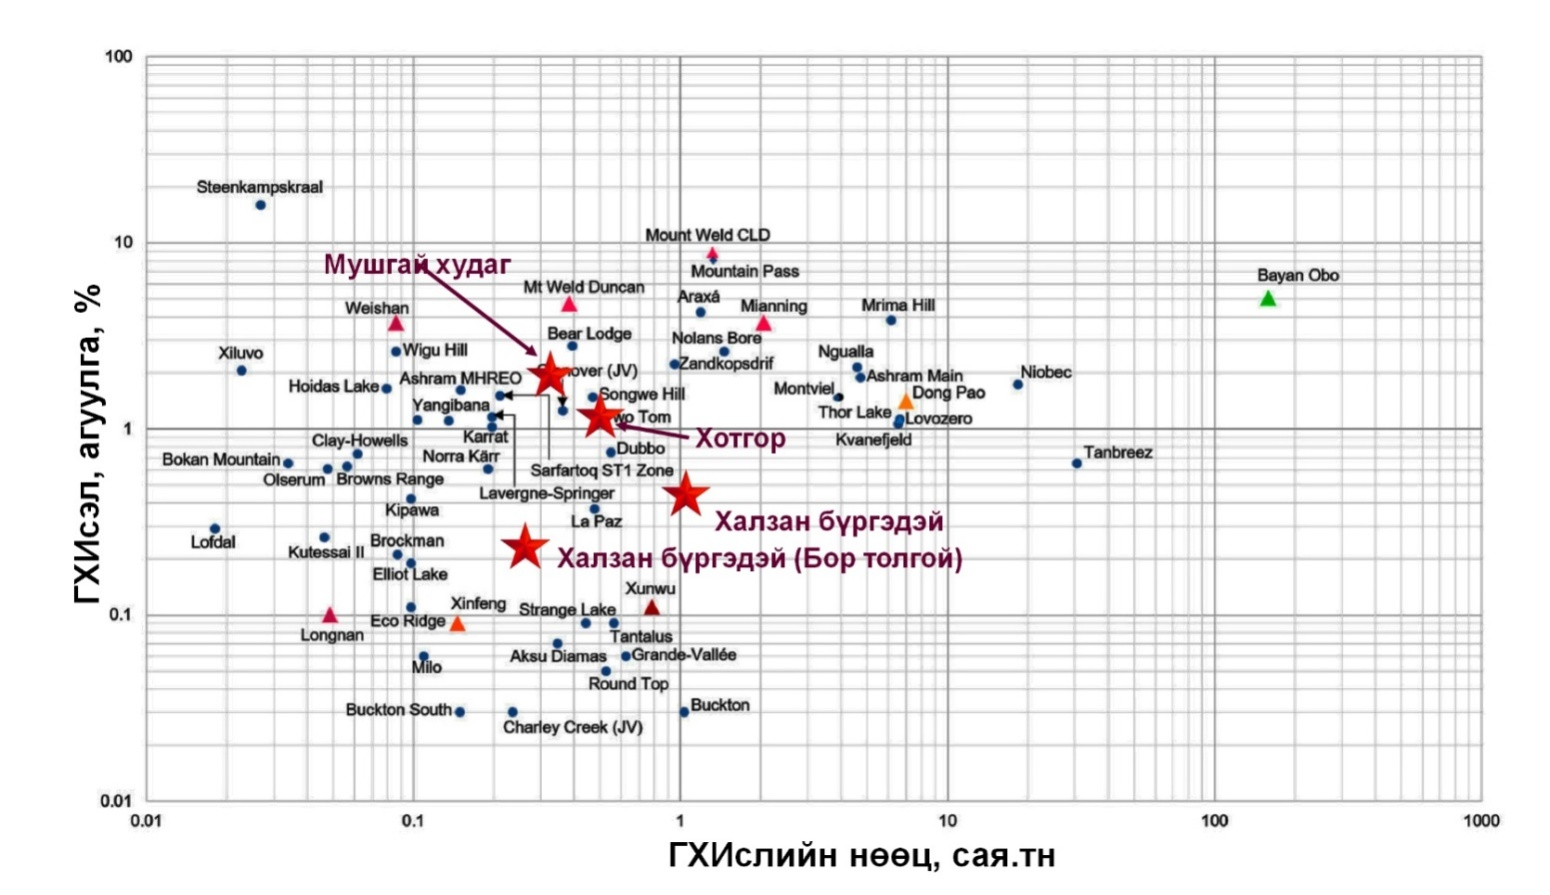 100
Steenkampskraal
Mount Weld CLD
10
Мушгай худаг
Mountain Pass
Bayan Obo
Mt Weld Duncan
Araxá
Weishan
Mianning
Mrima Hill
Bear Lodge
Nolans Bore
Xiluvo
Wigu Hill
Ngualla
Zandkopsdrif
(JV)
Niobec
Hoidas Lake
Ashram MHREO
Ashram Main
Songwe Hill
Montviel
Dong Pao
Yangibana
Tom
Thor Lake
Lovozero
1
Karrat
Хотгор
Kvanefjeld
Clay-Howells
Dubbo
Tanbreez
Bokan Mountain
Norra Kärr
Sarfartoq ST1 Zone
Olserum
Browns Range
Lavergne-Springer
Kipawa
La Paz
Халзан бүргэдэй
Lofdal
Brockman
Kutessai II
Халзан бүргэдэй (Бор толгой)
Elliot Lake
Xunwu
Xinfeng
Strange Lake
0.1
Eco Ridge
Longnan
Tantalus
Aksu Diamas
Grande-Vallée
Milo
Round Top
Buckton South
Buckton
Charley Creek (JV)
0.01
0.01
0.1
1
10
100
1000
ГХИсэл, агуулга, %
ГХИслийн нөөц, сая.тн